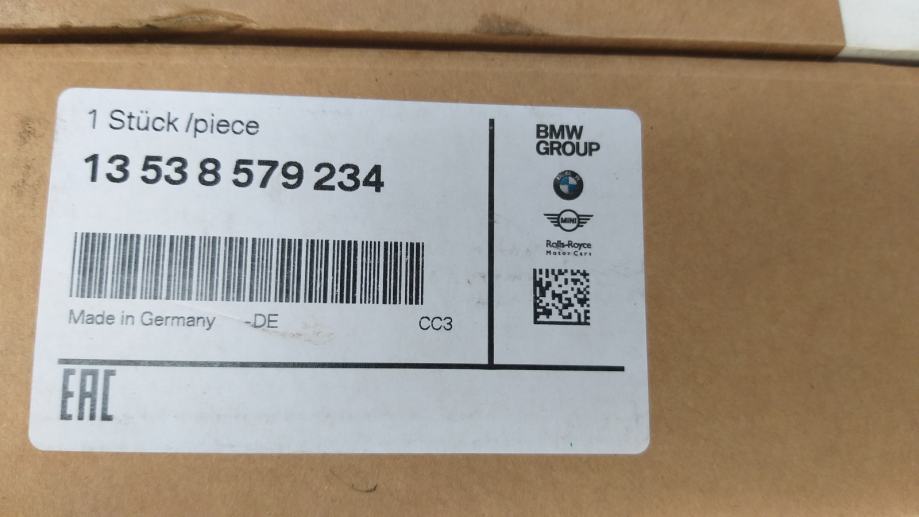 1 Stück /piece
13 53 8 579 234
Made in Germany -DE CC3
EAC
BMW
GROUP
MINI
Rolls-Royce
Motor Cars